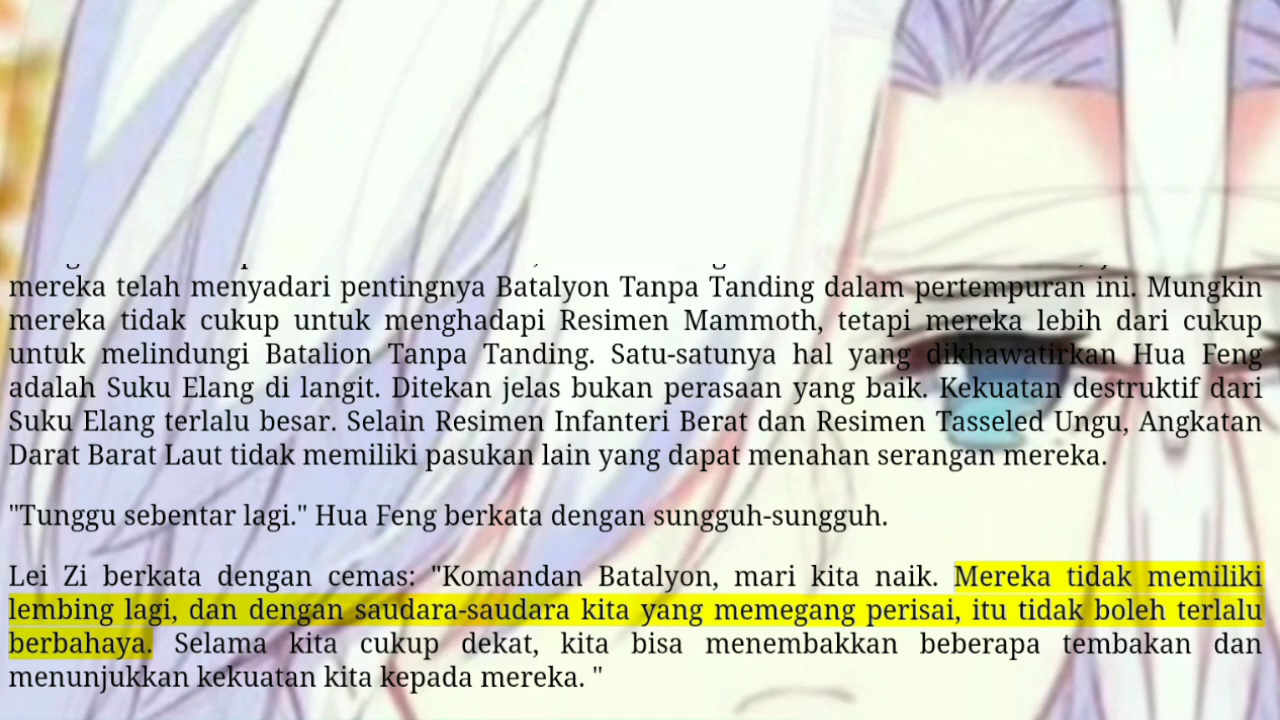 mereka telah menyadari pentingnya Batalyon Tanpa Tanding dalam pertempuran ini. Mungkin
mereka tidak cukup untuk menghadapi Resimen Mammoth, tetapi mereka lebih dari cukup
untuk melindungi Batalion Tanpa Tanding. Satu-satunya hal yang dikhawatirkan Hua Feng
adalah Suku Elang di langit. Ditekan jelas bukan perasaan yang baik. Kekuatan destruktif dari
Suku Elang terlalu besar. Selain Resimen Infanteri Berat dan Resimen Tasseled Ungu, Angkatan
Darat Barat Laut tidak memiliki pasukan lain yang dapat menahan serangan mereka.
"Tunggu sebentar lagi." Hua Feng berkata dengan sungguh-sungguh.
Lei Zi berkata dengan cemas: "Komandan Batalyon, mari kita naik. Mereka tidak memiliki
lembing lagi, dan dengan saudara-saudara kita yang memegang perisai, itu tidak boleh terlalu
berbahaya. Selama kita cukup dekat, kita bisa menembakkan beberapa tembakan dan
menunjukkan kekuatan kita kepada mereka. "